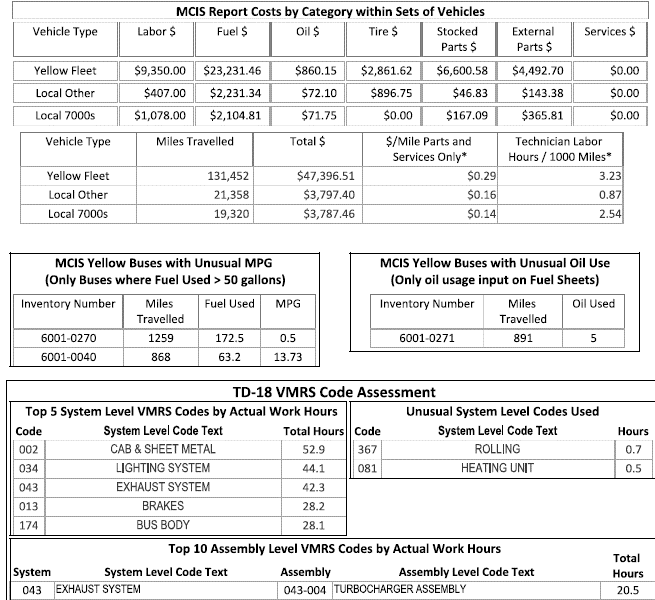 MCIS Report Costs by Category within Sets of Vehicles
Vehicle Type Labor $ Fuel $ Oil $ Tire $ Stocked Parts $ External Parts $ Services $
Yellow Fleet $9,350.00 $23,231.46 $860.15 $2,861.62 $6,600.58 $4,492.70 $0.00
Local Other $407.00 $2,231.34 $72.10 $896.75 $46.83 $143.38 $0.00
Local 7000s $1,078.00 $2,104.81 $71.75 $0.00 $167.09 $365.81 $0.00
Vehicle Type Miles Travelled Total $ $/Mile Parts and Services Only* Technician Labor Hours / 1000 Miles*
Yellow Fleet 131,452 $47,396.51 $0.29 3.23
Local Other 21,358 $3,797.40 $0.16 0.87
Local 7000s 19,320 $3,787.46 $0.14 2.54
MCIS Yellow Buses with Unusual MPG
(Only Buses where Fuel Used > 50 gallons)
Inventory Number Miles Travelled Fuel Used MPG
6001-0270 1259 172.5 0.5
6001-0040 868 63.2 13.73
MCIS Yellow Buses with Unusual Oil Use
(Only oil usage input on Fuel Sheets)
Inventory Number Miles Travelled Oil Used
6001-0271 891 5
TD-18 VMRS Code Assessment
Top 5 System Level VMRS Codes by Actual Work Hours
Code System Level Code Text Total Hours
002 CAB & SHEET METAL 52.9
034 LIGHTING SYSTEM 44.1
043 EXHAUST SYSTEM 42.3
013 BRAKES 28.2
174 BUS BODY 28.1
Unusual System Level Codes Used
Code System Level Code Text Hours
367 ROLLING 0.7
081 HEATING UNIT 0.5
Top 10 Assembly Level VMRS Codes by Actual Work Hours
System System Level Code Text Assembly Assembly Level Code Text Total Hours
043 EXHAUST SYSTEM 043-004 TURBOCHARGER ASSEMBLY 20.5